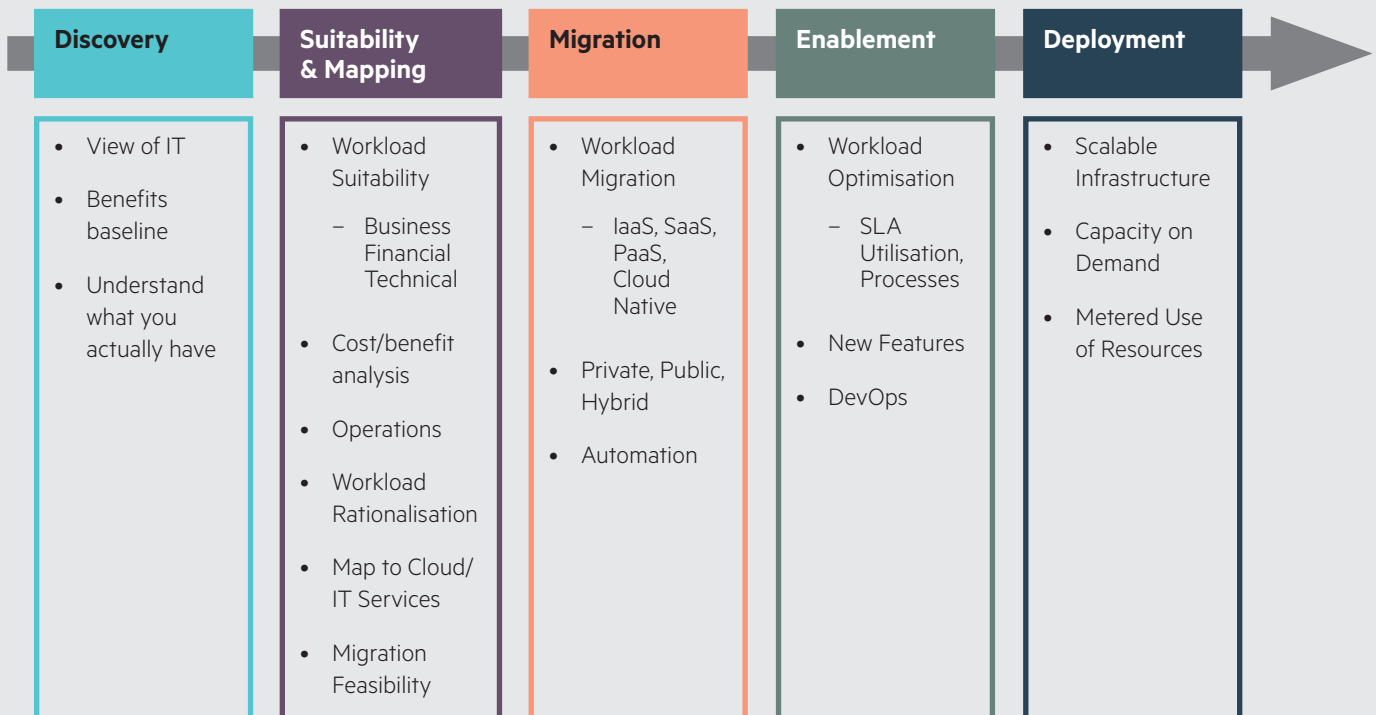 Discovery
• View of IT
• Benefits
baseline
• Understand
what you
actually have
Suitability
& Mapping
• Workload
Suitability
– Business
Financial
Technical
• Cost/benefit
analysis
• Operations
• Workload
Rationalisation
• Map to Cloud/
IT Services
• Migration
Feasibility
Migration
• Workload
Migration
– IaaS, SaaS,
PaaS,
Cloud
Native
• Private, Public,
Hybrid
• Automation
Enablement
• Workload
Optimisation
– SLA
Utilisation,
Processes
• New Features
• DevOps
Deployment
• Scalable
Infrastructure
• Capacity on
Demand
• Metered Use
of Resources